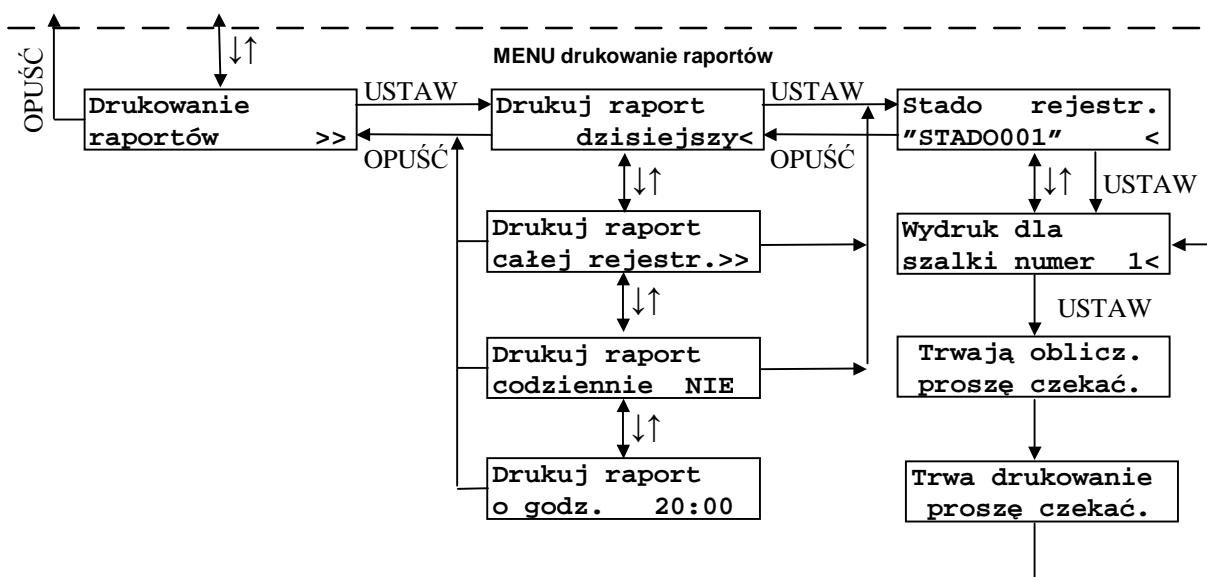 MENU drukowanie raportów
OPUŚĆ
↓↑
Drukowanie
raportów >>
USTAW
OPUŚĆ
Drukuj raport
dzisiejszy<
USTAW
OPUŚĆ
Stado rejestr.
"STADO001" <
↓↑
↓↑
USTAW
Drukuj raport
całej rejestr.>>
Wydruk dla
szalki numer 1<
↓↑
USTAW
Drukuj raport
codziennie NIE
Trwają oblicz.
proszę czekać.
↓↑
Drukuj raport
o godz. 20:00
Trwa drukowanie
proszę czekać.